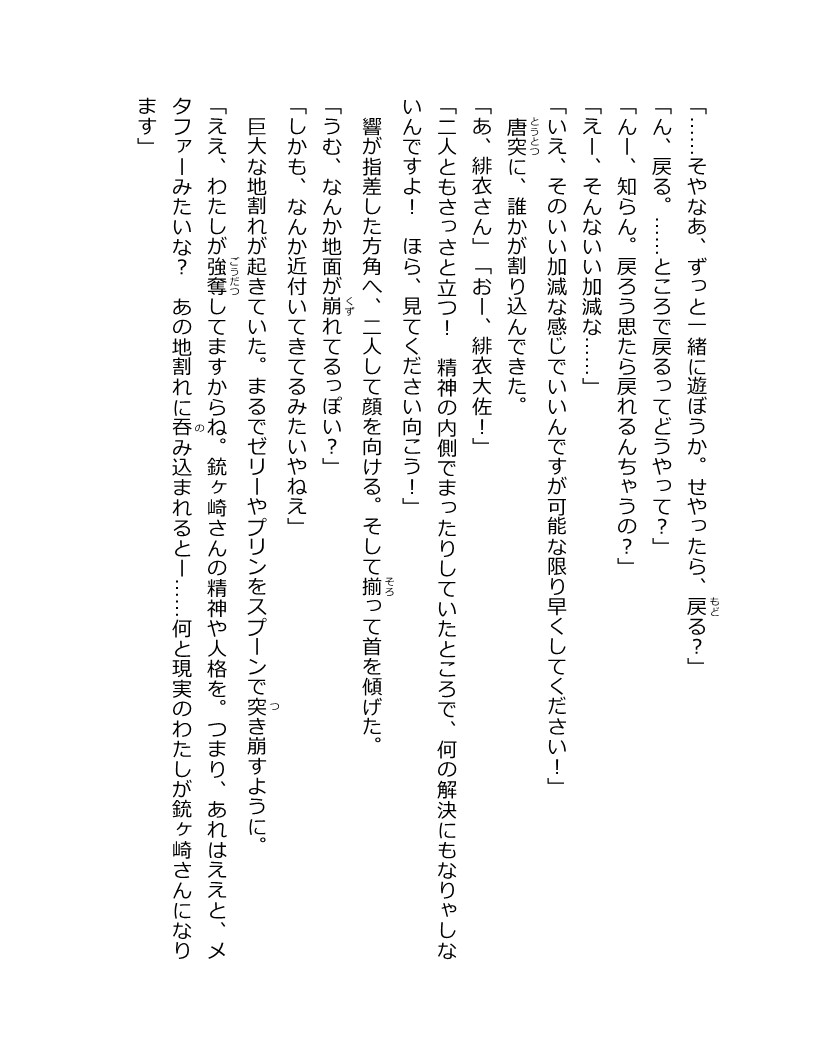 「……そやなあ、ずっと一緒に遊ぼうか。せやったら、戻る？」
「ん、戻る。……ところで戻るってどうやって？」
「んー、知らん。戻ろう思たら戻れるんちゃうの？」
「えー、そんないい加減な……」
「いえ、そのいい加減な感じでいいんですが可能な限り早くしてください！」
唐突に、誰かが割り込んできた。
「あ、緋衣さん」「おー、緋衣大佐！」
「二人ともさっさと立つ！　精神の内側でまったりしていたところで、何の解決にもなりゃしな
いんですよ！　ほら、見てください向こう！」
響が指差した方角へ、二人して顔を向ける。そして揃って首を傾げた。
「うむ、なんか地面が崩れてるっぽい？」
「しかも、なんか近付いてきてるみたいやねえ」
巨大な地割れが起きていた。まるでゼリーやプリンをスプーンで突き崩すように。
「ええ、わたしが強奪してますからね。銃ヶ崎さんの精神や人格を。つまり、あれはええと、メ
タファーみたいな？　あの地割れに呑み込まれるとー……何と現実のわたしが銃ヶ崎さんになり
ます」